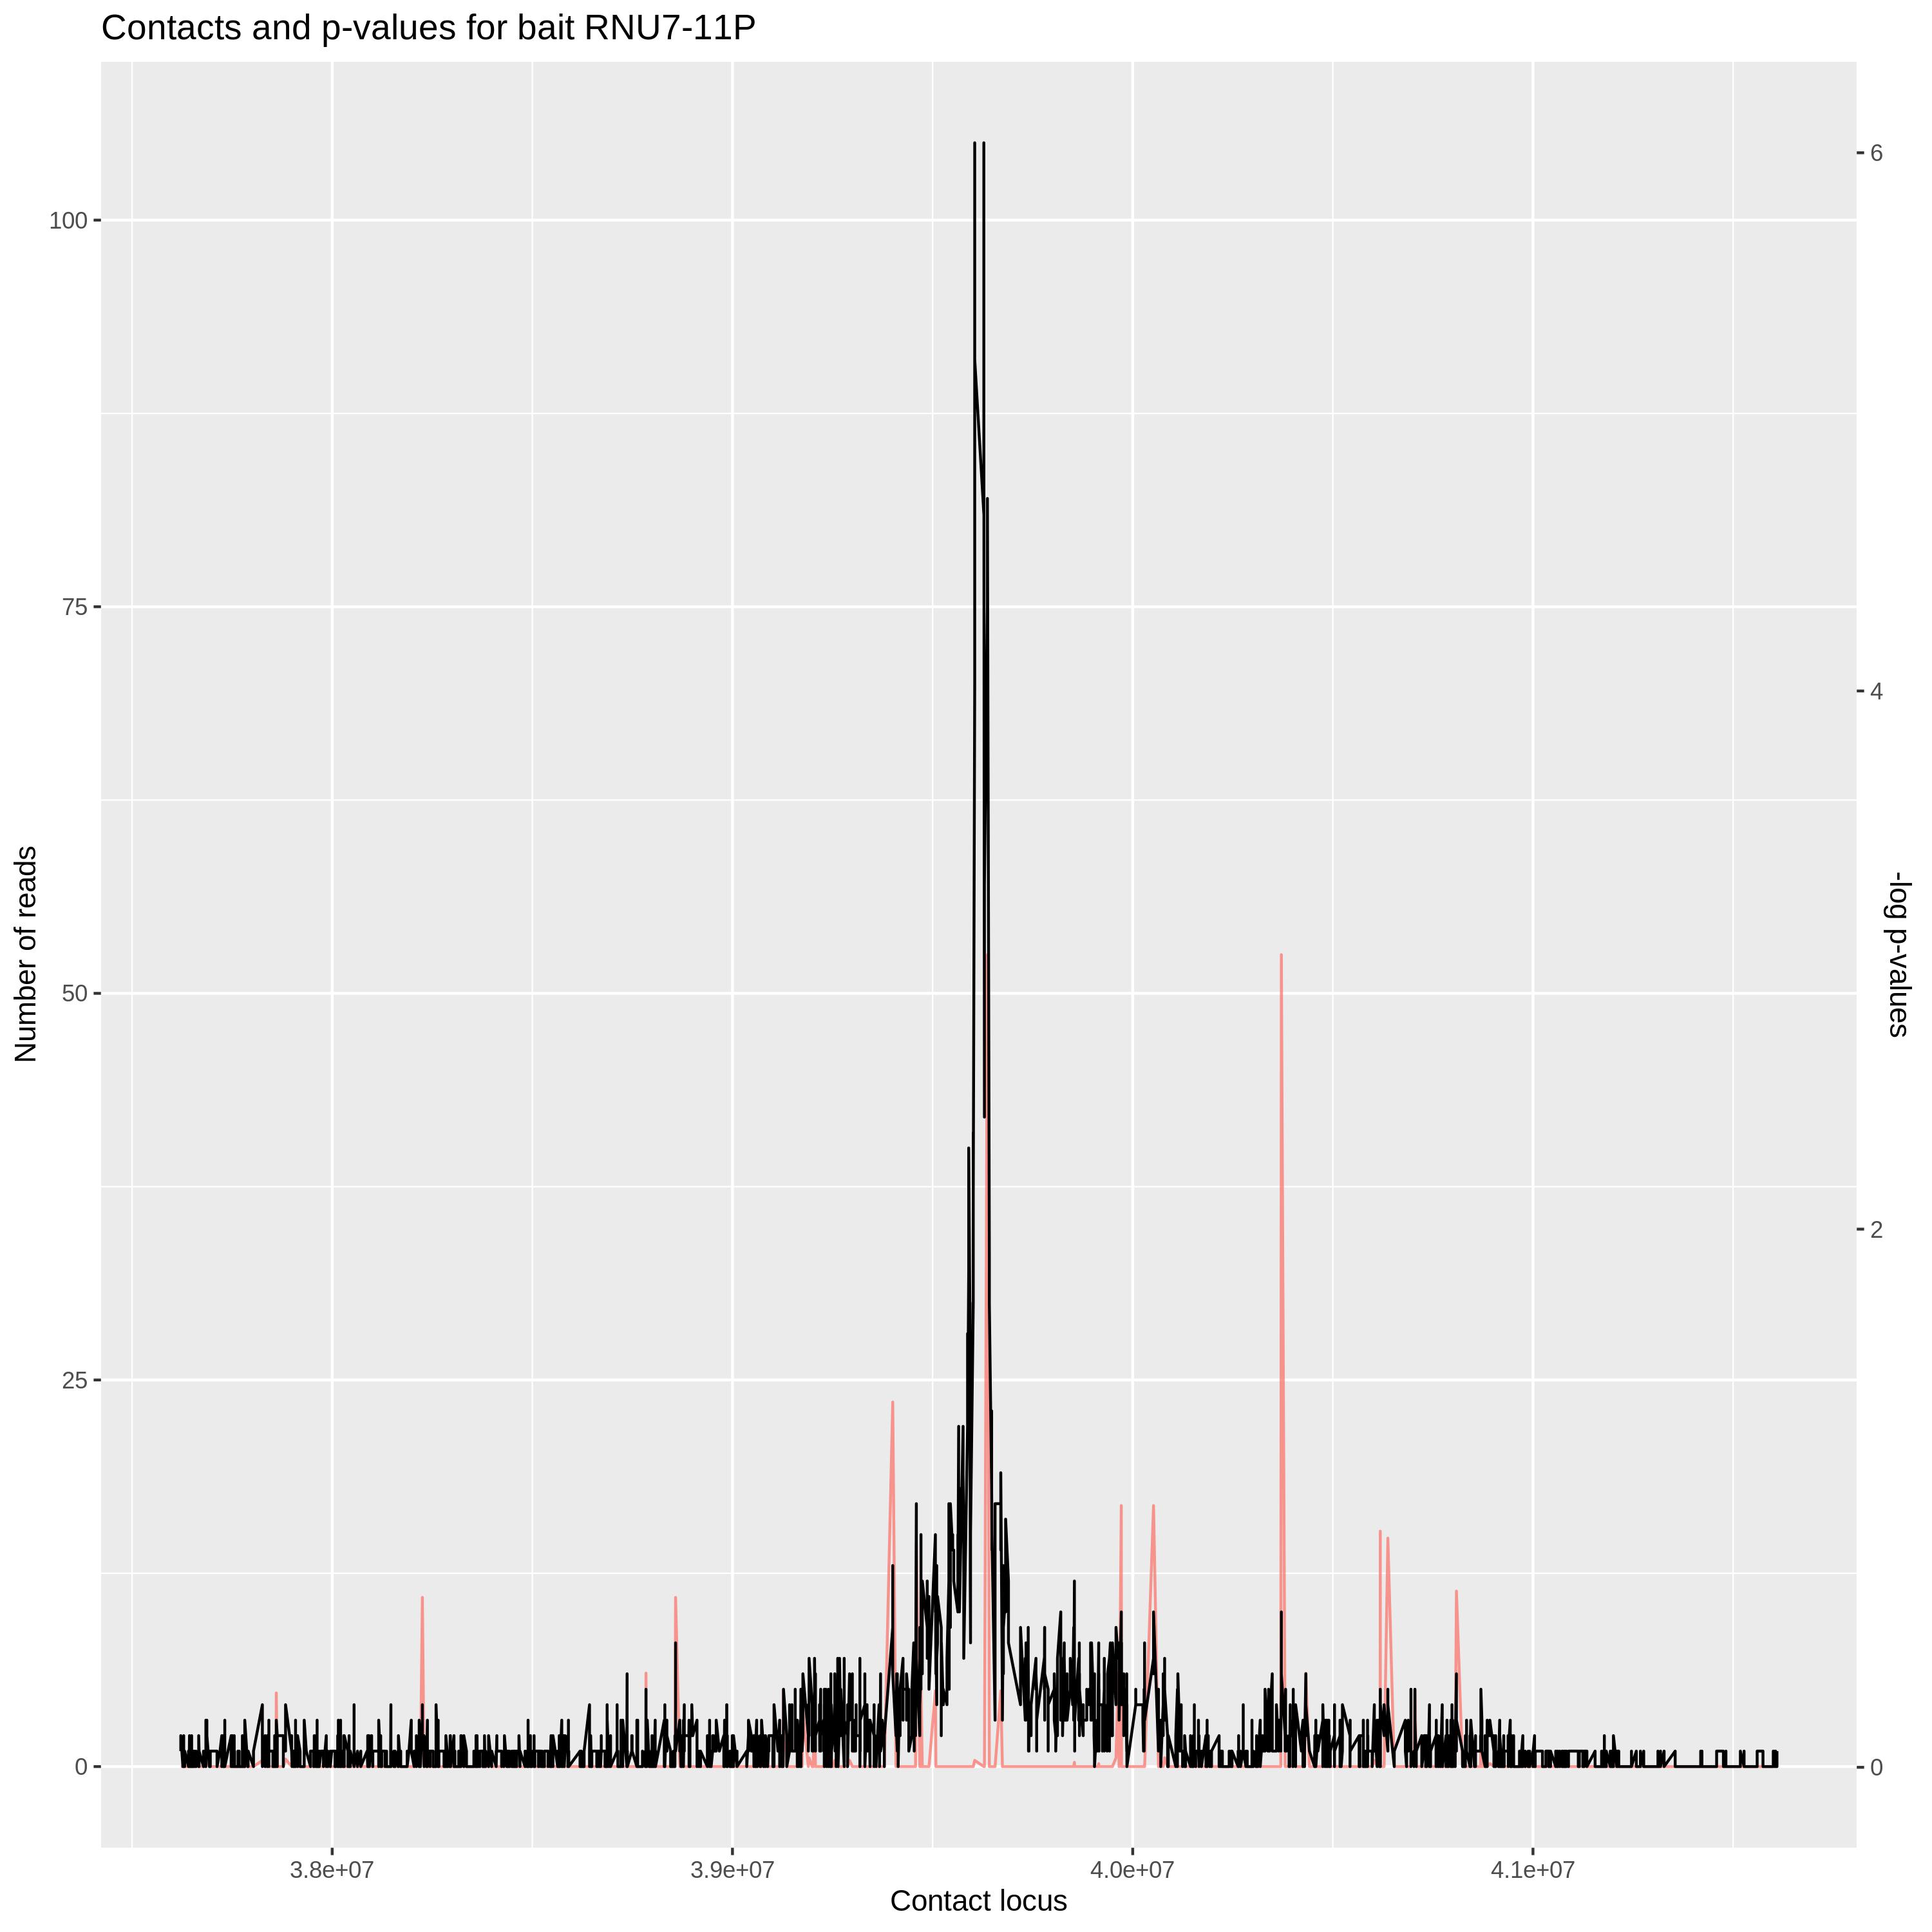 Contacts and p-values for bait RNU7-11P
100
75
50
25
0
Number of reads
6
4
2
0
-log p-values
3.8e+07
3.9e+07
4.0e+07
4.1e+07
Contact locus